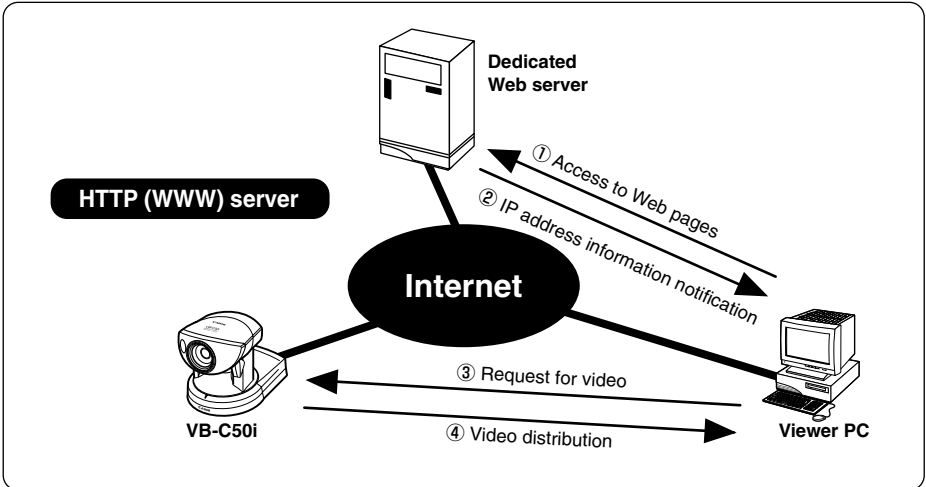 Dedicated
Web server
① Access to Web pages
② IP address information notification
HTTP (WWW) server
Internet
③ Request for video
④ Video distribution
VB-C50i
Viewer PC